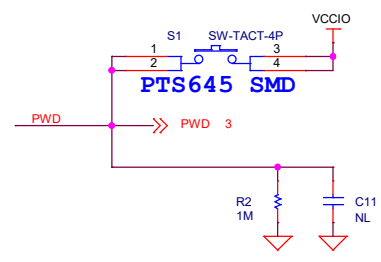 VCCIO
S1 SW-TACT-4P
1 3
2 4
PTS645 SMD
PWD PWD 3
R2 C11
1M NL